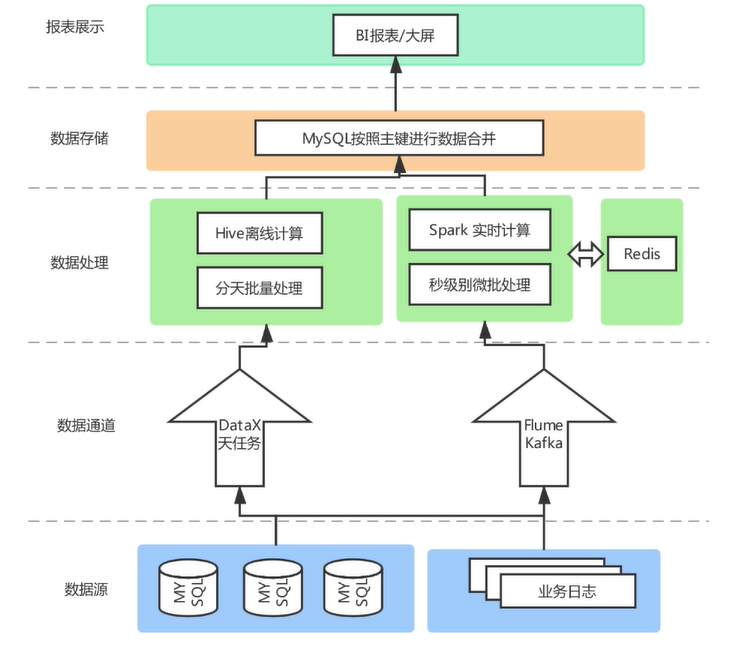 报表展示
BI报表/大屏
数据存储
MySQL按照主键进行数据合并
数据处理
Hive离线计算
分天批量处理
Spark 实时计算
秒级别微批处理
Redis
数据通道
DataX
天任务
Flume
Kafka
数据源
MY
SQL
MY
SQL
MY
SQL
业务日志